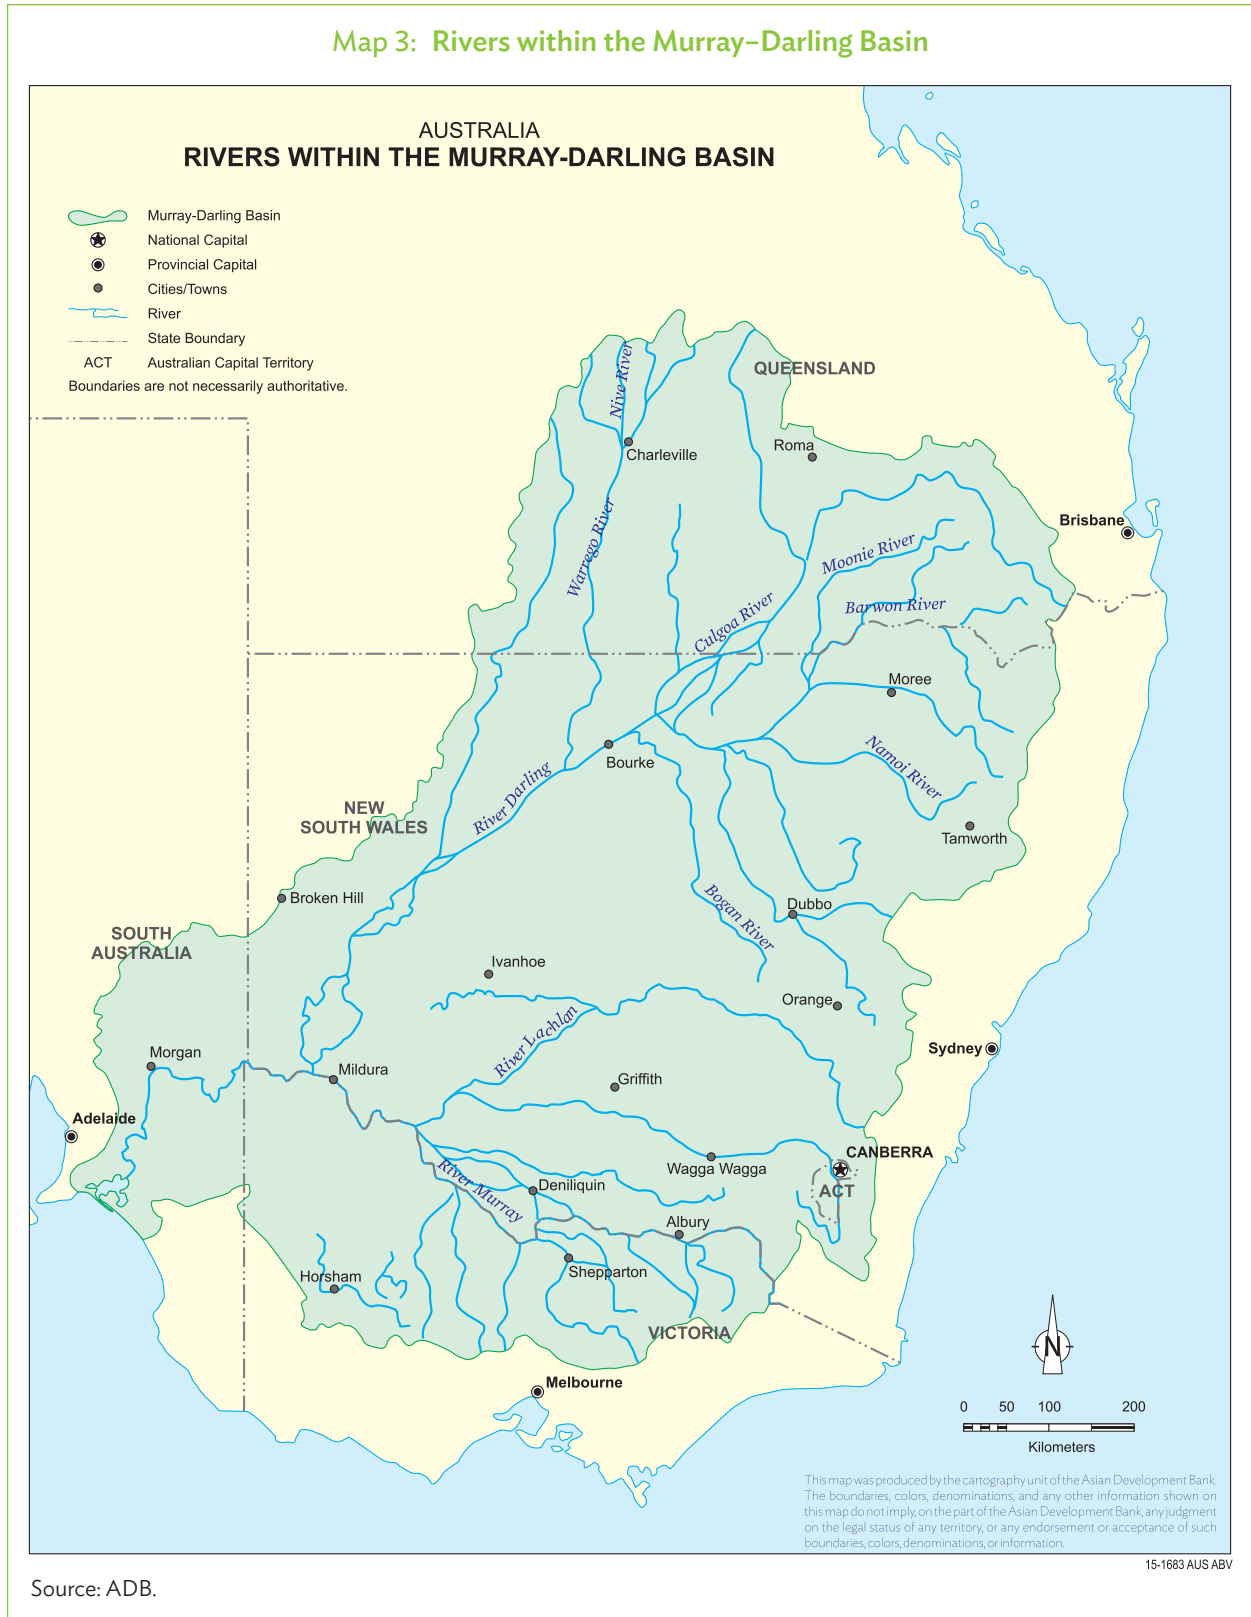 Map 3: Rivers within the Murray–Darling Basin
AUSTRALIA
RIVERS WITHIN THE MURRAY-DARLING BASIN
Murray-Darling Basin
National Capital
Provincial Capital
Cities/Towns
River
State Boundary
ACT Australian Capital Territory
Boundaries are not necessarily authoritative.
QUEENSLAND
Nive River
Roma
Charleville
Brisbane
Warrego River
Moonie River
Barwon River
Culgoa River
Moree
Bourke
Namoi River
River Darling
NEW
SOUTH WALES
Tamworth
Broken Hill
Bogan River
Dubbo
SOUTH
AUSTRALIA
Ivanhoe
Orange
River Lachlan
Sydney
Morgan
Mildura
Griffith
Adelaide
CANBERRA
Wagga Wagga
ACT
River Murray
Deniliquin
Albury
Horsham
Shepparton
VICTORIA
N
Melbourne
0 50 100 200
Kilometers
This map was produced by the cartography unit of the Asian Development Bank.
The boundaries, colors, denominations, and any other information shown on
this map do not imply, on the part of the Asian Development Bank, any judgment
on the legal status of any territory, or any endorsement or acceptance of such
boundaries, colors, denominations, or information.
15-1683 AUS ABV
Source: ADB.